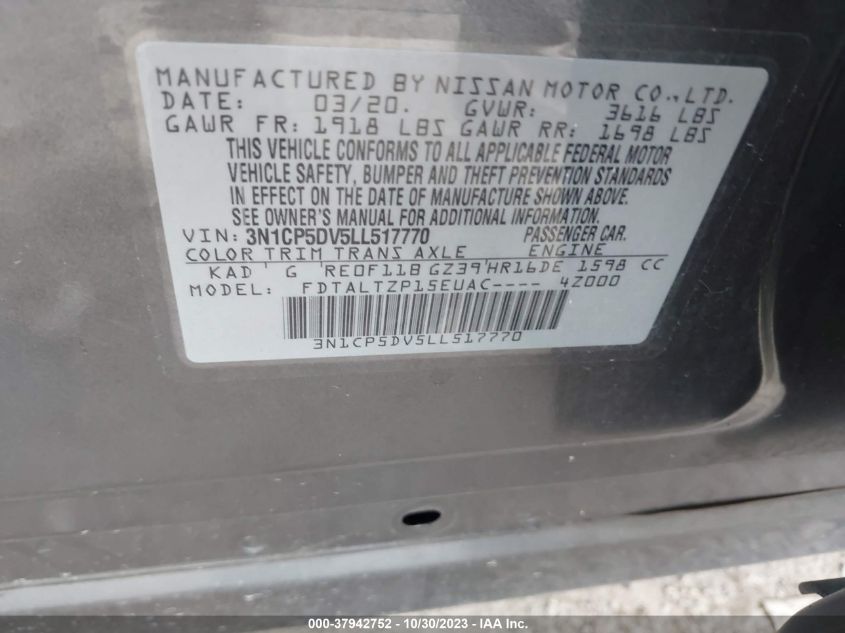 MANUFACTURED BY NISSAN MOTOR CO.,LTD.
DATE: 03/20. GVWR: 3616 LBS
GAWR FR: 1918 LBS GAWR RR: 1698 LBS
THIS VEHICLE CONFORMS TO ALL APPLICABLE FEDERAL MOTOR
VEHICLE SAFETY, BUMPER AND THEFT PREVENTION STANDARDS
IN EFFECT ON THE DATE OF MANUFACTURE SHOWN ABOVE.
SEE OWNER'S MANUAL FOR ADDITIONAL INFORMATION.
VIN: 3N1CP5DV5LL517770 PASSENGER CAR.
COLOR TRIM TRANS AXLE ENGINE
KAD G RE0F11B GZ39 HR16DE 1598 CC
MODEL: FDTALTZP15EUAC---- 4Z000
3N1CP5DV5LL517770
000-37942752 - 10/30/2023 - IAA Inc.